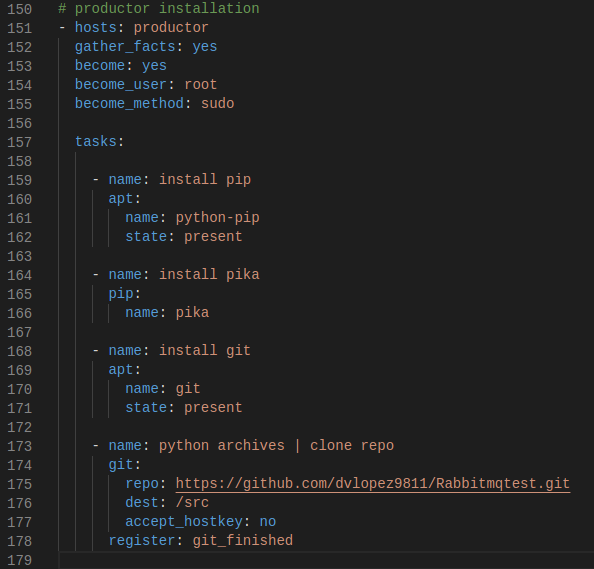 150 # productor installation
151 - hosts: productor
152   gather_facts: yes
153   become: yes
154   become_user: root
155   become_method: sudo
156
157   tasks:
158
159     - name: install pip
160       apt:
161         name: python-pip
162         state: present
163
164     - name: install pika
165       pip:
166         name: pika
167
168     - name: install git
169       apt:
170         name: git
171         state: present
172
173     - name: python archives | clone repo
174       git:
175         repo: https://github.com/dvlopez9811/Rabbitmqtest.git
176         dest: /src
177         accept_hostkey: no
178       register: git_finished
179